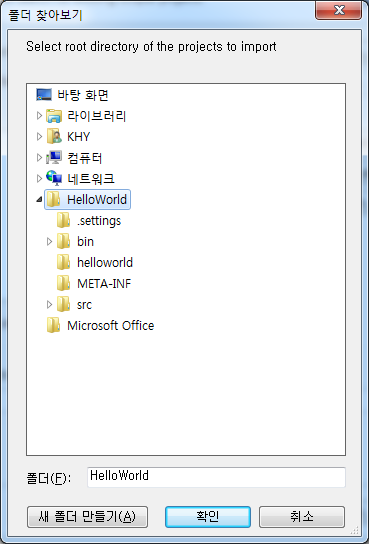 폴더 찾아보기
Select root directory of the projects to import
바탕 화면
라이브러리
KHY
컴퓨터
네트워크
HelloWorld
.settings
bin
helloworld
META-INF
src
Microsoft Office
폴더(F): HelloWorld
새 폴더 만들기(A) 확인 취소